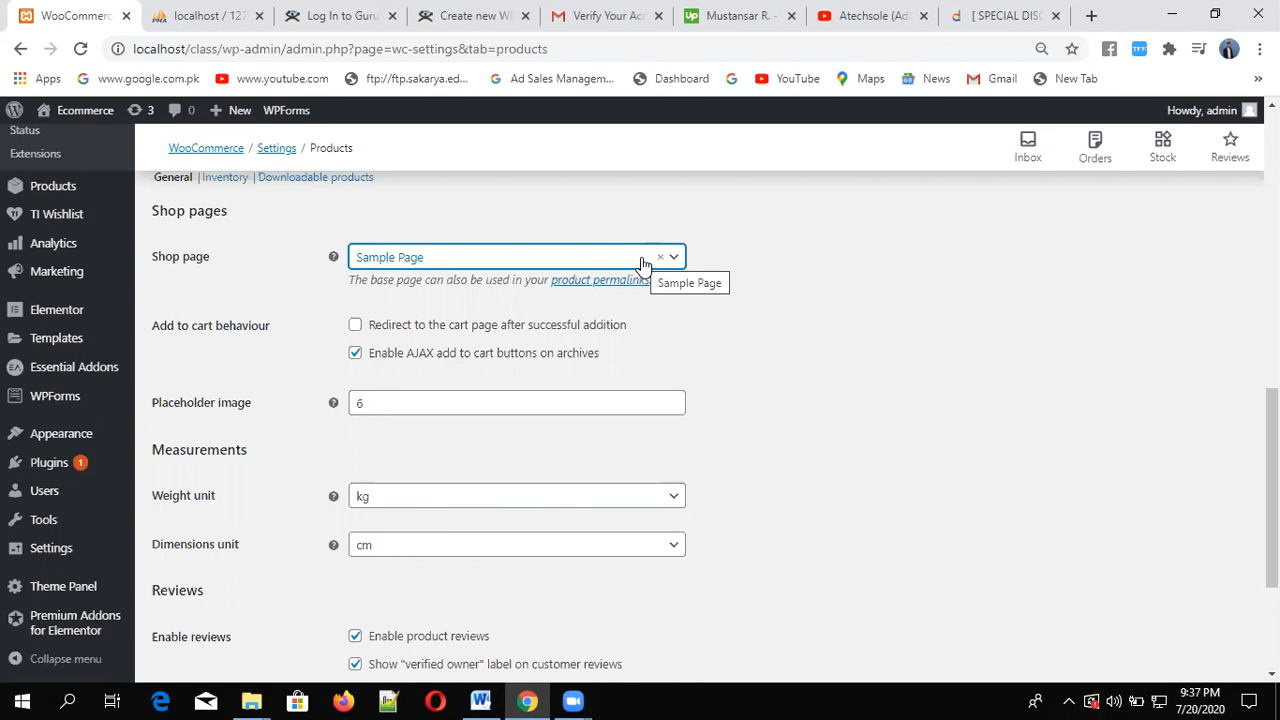 WooCommerc
localhost / 127
Log In to Guru
Create new WP
Verify Your Ac
Mustansar R. -
Atechsole (Ad
[ SPECIAL DISC
localhost/class/wp-admin/admin.php?page=wc-settings&tab=products
Apps
www.google.com.pk
www.youtube.com
ftp://ftp.sakarya.ed...
Ad Sales Managem...
Dashboard
YouTube
Maps
News
Gmail
New Tab
»
Ecommerce
3
0
New
WPForms
Howdy, admin
Status
Extensions
Products
TI Wishlist
Analytics
Marketing
Elementor
Templates
Essential Addons
WPForms
Appearance
Plugins 1
Users
Tools
Settings
Theme Panel
Premium Addons
for Elementor
Collapse menu
WooCommerce / Settings / Products
Inbox
Orders
Stock
Reviews
General | Inventory | Downloadable products
Shop pages
Shop page
Sample Page
The base page can also be used in your product permalinks
Sample Page
Add to cart behaviour
Redirect to the cart page after successful addition
Enable AJAX add to cart buttons on archives
Placeholder image
6
Measurements
Weight unit
kg
Dimensions unit
cm
Reviews
Enable reviews
Enable product reviews
Show "verified owner" label on customer reviews
9:37 PM
7/20/2020